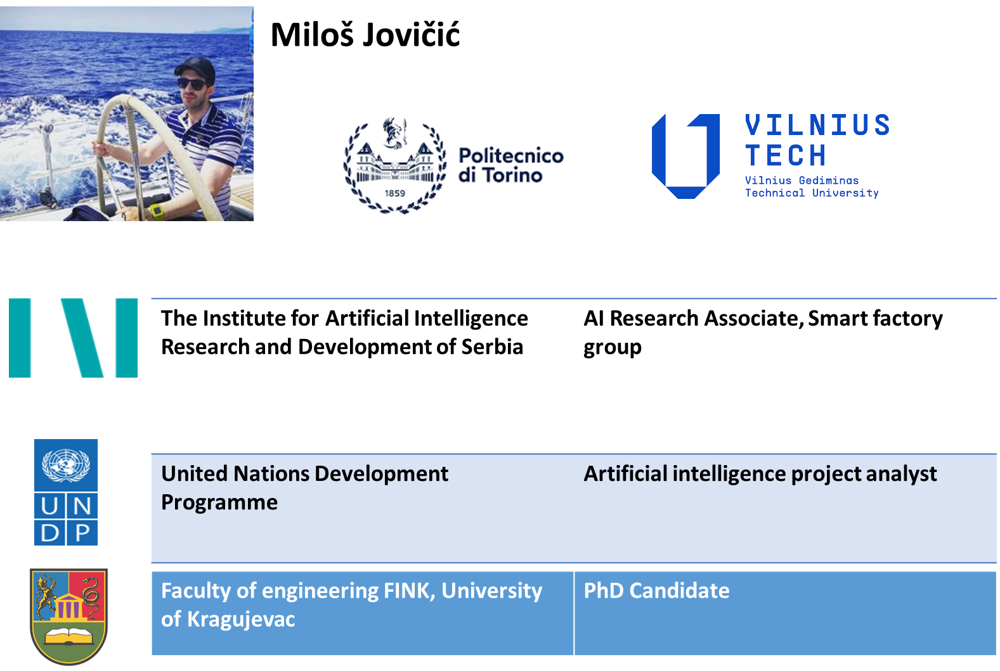 Miloš Jovičić
1859
Politecnico
di Torino
VILNIUS
TECH
Vilnius Gediminas
Technical University
The Institute for Artificial Intelligence
Research and Development of Serbia
AI Research Associate, Smart factory
group
UN
DP
United Nations Development
Programme
Artificial intelligence project analyst
Faculty of engineering FINK, University
of Kragujevac
PhD Candidate